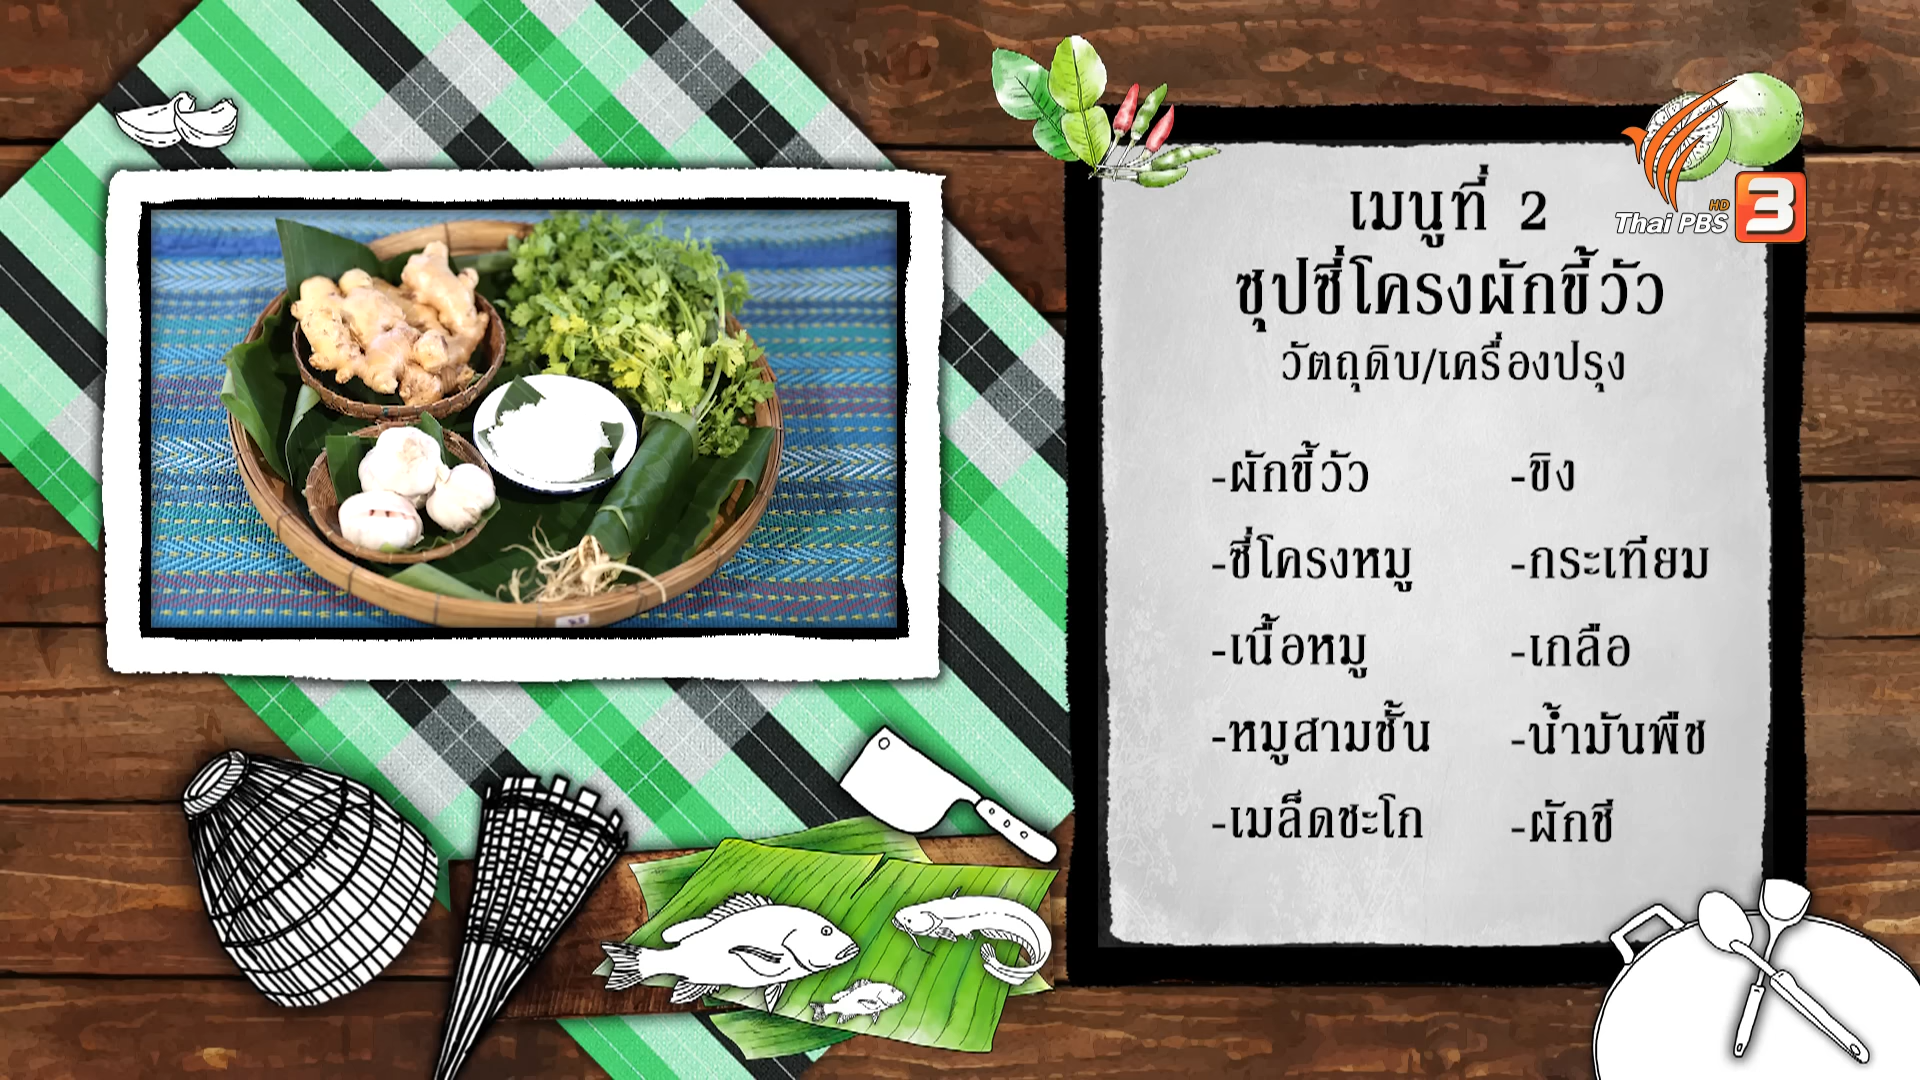 เมนูที่ 2
ซุปซี่โครงผักขี้วัว
วัตถุดิบ/เครื่องปรุง
-ผักขี้วัว
-ซี่โครงหมู
-เนื้อหมู
-หมูสามชั้น
-เมล็ดชะโก
-ขิง
-กระเทียม
-เกลือ
-น้ำมันพืช
-ผักชี
HD
Thai PBS 3